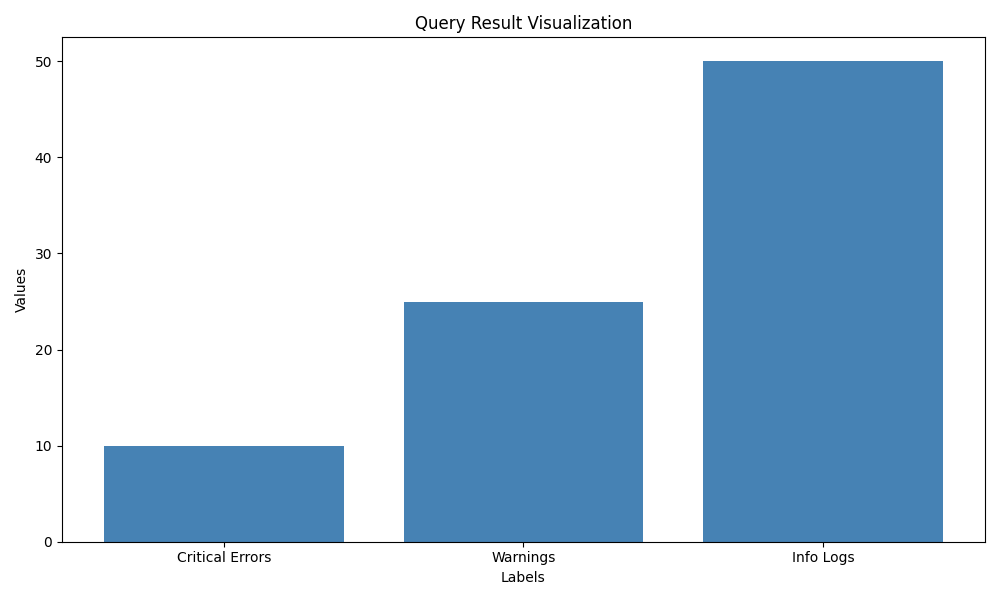 Query Result Visualization
Values
50
40
30
20
10
0
Critical Errors
Warnings
Info Logs
Labels